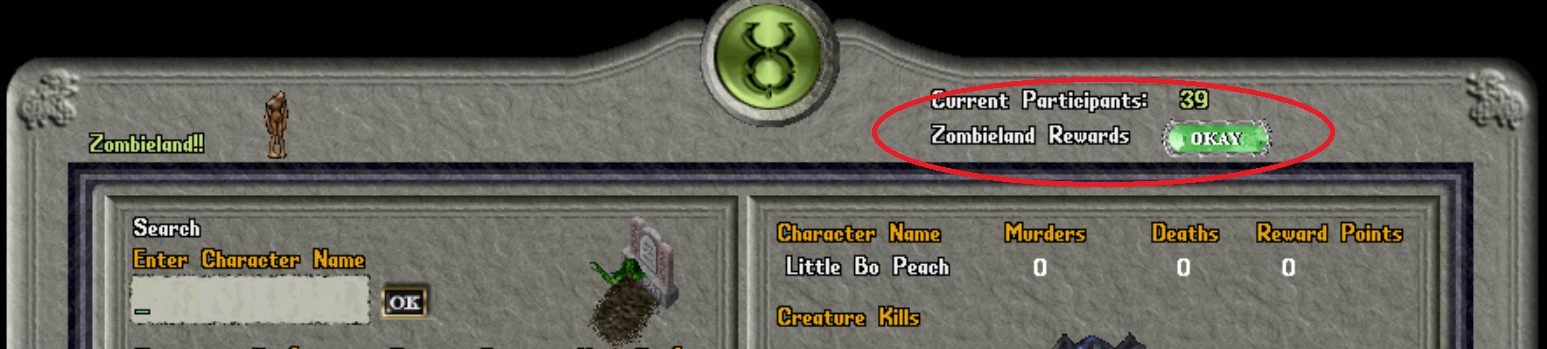 Current Participants: 39
Zombieland Rewards OKAY
Zombieland!!
Search
Enter Character Name
OK
Character Name Murders Deaths Reward Points
Little Bo Peach 0 0 0
Creature Kills